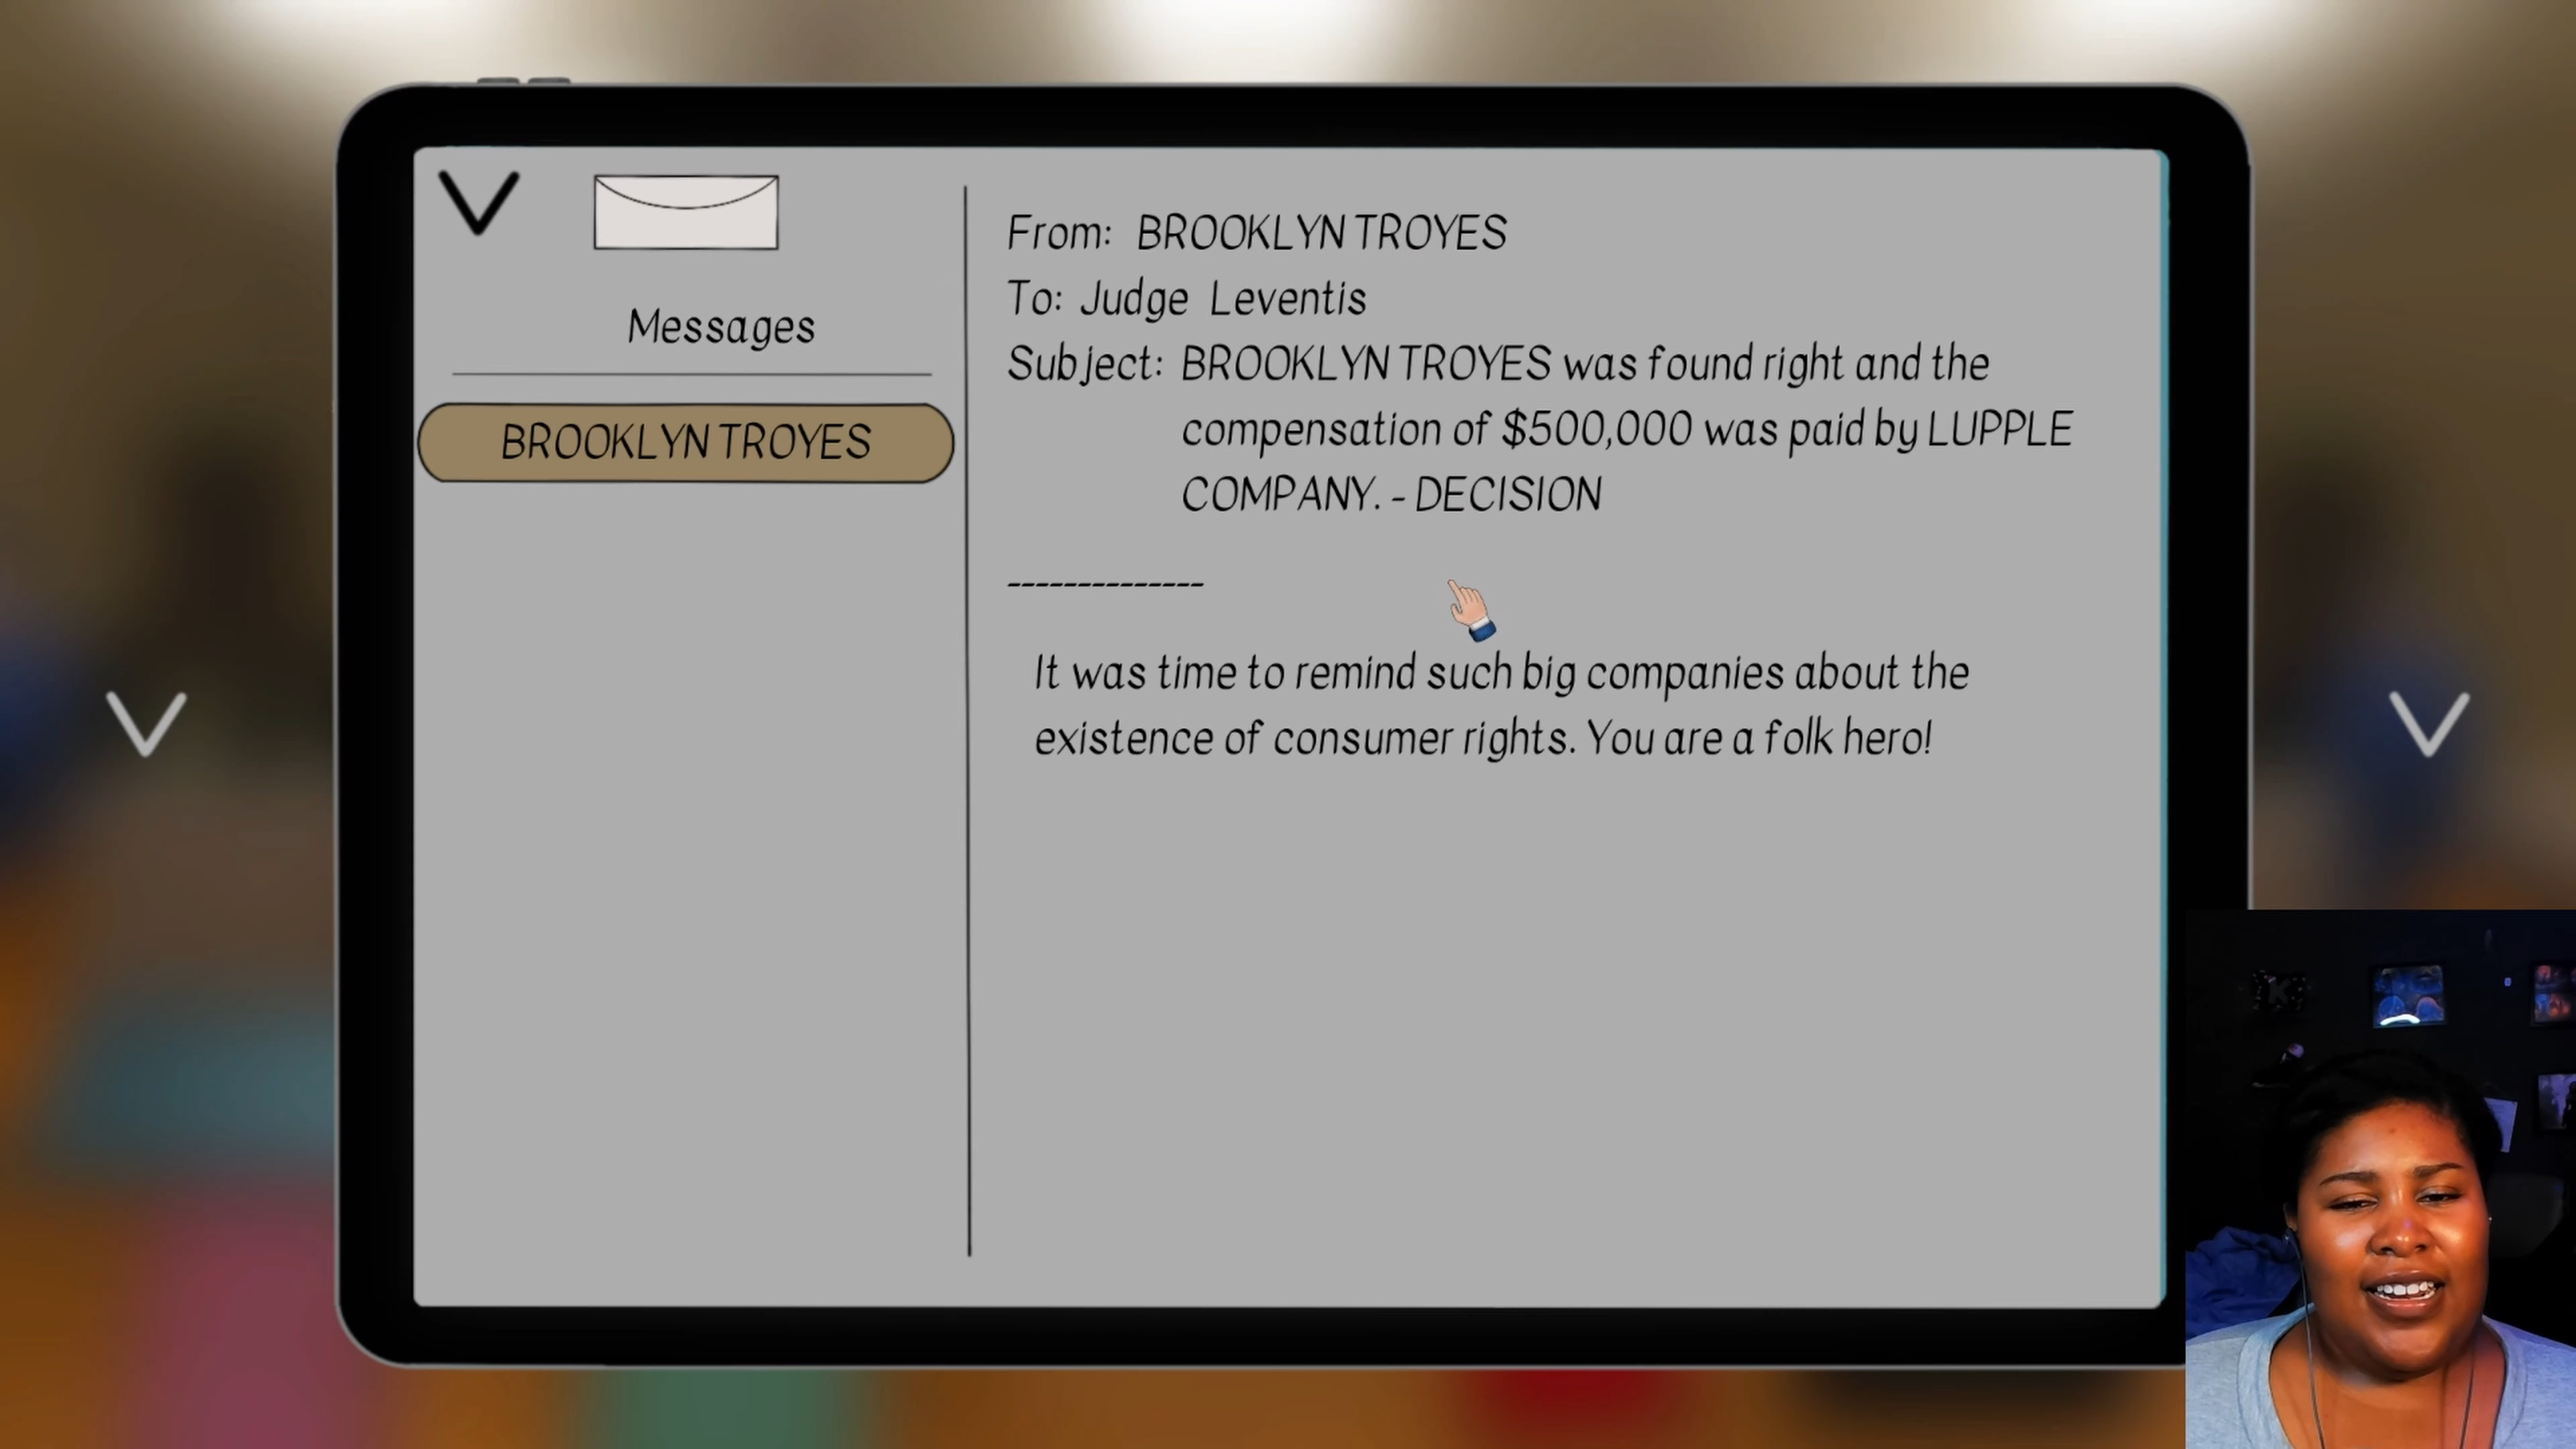 Messages
BROOKLYN TROYES
From: BROOKLYN TROYES
To: Judge Leventis
Subject: BROOKLYN TROYES was found right and the
compensation of $500,000 was paid by LUPPLE
COMPANY. - DECISION
--------------
It was time to remind such big companies about the
existence of consumer rights. You are a folk hero!